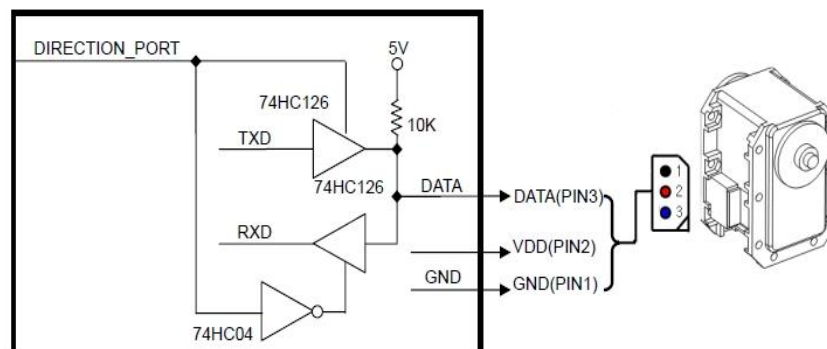 DIRECTION_PORT
5V
74HC126
10K
TXD
74HC126
DATA
DATA(PIN3)
1
2
3
RXD
VDD(PIN2)
GND
GND(PIN1)
74HC04